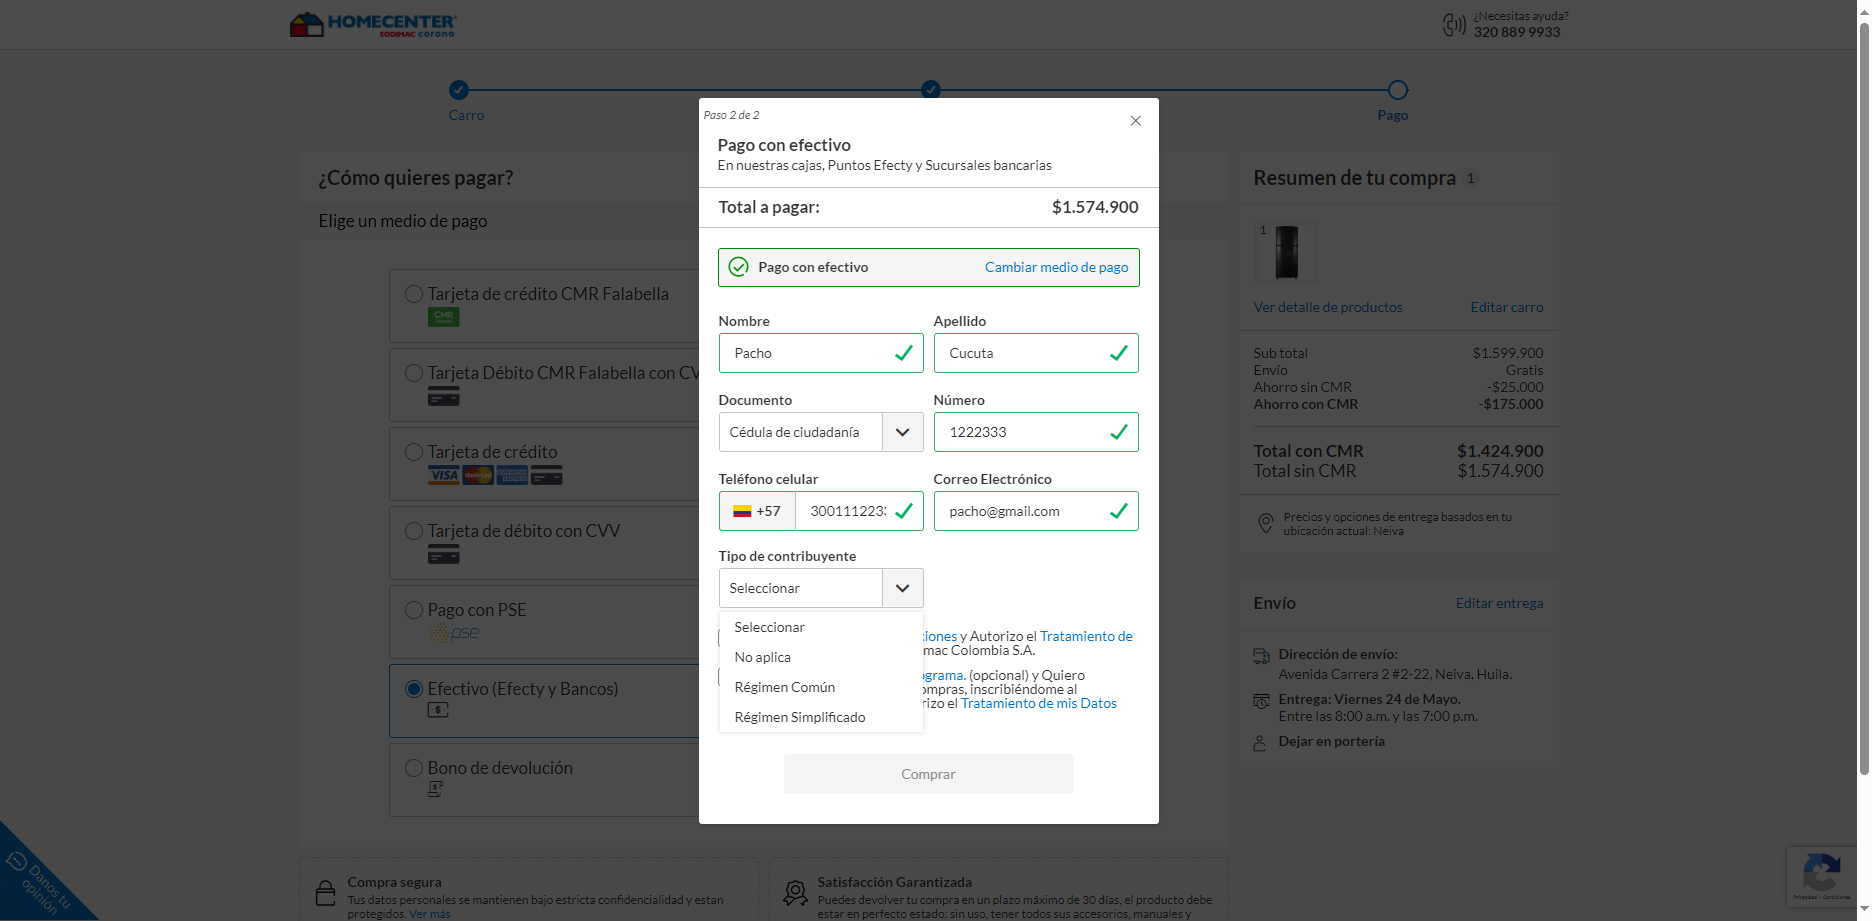 HOMECENTER
SODIMAC corona
¿Necesitas ayuda?
320 889 9933
Carro
Pago
¿Cómo quieres pagar?
Elige un medio de pago
Tarjeta de crédito CMR Falabella
CMR
Tarjeta Débito CMR Falabella con CV
Tarjeta de crédito
VISA
Tarjeta de débito con CVV
Pago con PSE
pse
Efectivo (Efecty y Bancos)
Bono de devolución
Paso 2 de 2
Pago con efectivo
En nuestras cajas, Puntos Efecty y Sucursales bancarias
Total a pagar: $1.574.900
Pago con efectivo Cambiar medio de pago
Nombre Apellido
Pacho Cucuta
Documento Número
Cédula de ciudadanía 1222333
Teléfono celular Correo Electrónico
+57 300111223 pacho@gmail.com
Tipo de contribuyente
Seleccionar
Seleccionar
No aplica
Régimen Común
Régimen Simplificado
iones y Autorizo el Tratamiento de
mac Colombia S.A.
ograma. (opcional) y Quiero
ompras, inscribiéndome al
rizo el Tratamiento de mis Datos
Comprar
Resumen de tu compra 1
1
Ver detalle de productos Editar carro
Sub total $1.599.900
Envío Gratis
Ahorro sin CMR -$25.000
Ahorro con CMR -$175.000
Total con CMR $1.424.900
Total sin CMR $1.574.900
Precios y opciones de entrega basados en tu
ubicación actual: Neiva
Envío Editar entrega
Dirección de envío:
Avenida Carrera 2 #2-22, Neiva, Huila.
Entrega: Viernes 24 de Mayo.
Entre las 8:00 a.m. y las 7:00 p.m.
Dejar en portería
Compra segura
Tus datos personales se mantienen bajo estricta confidencialidad y estan
protegidos. Ver más
Satisfacción Garantizada
Puedes devolver tu compra en un plazo máximo de 30 días, el producto debe
estar en perfecto estado: sin uso, tener todos sus accesorios, manuales y
Danos tu
opinión
Privacidad - Condiciones